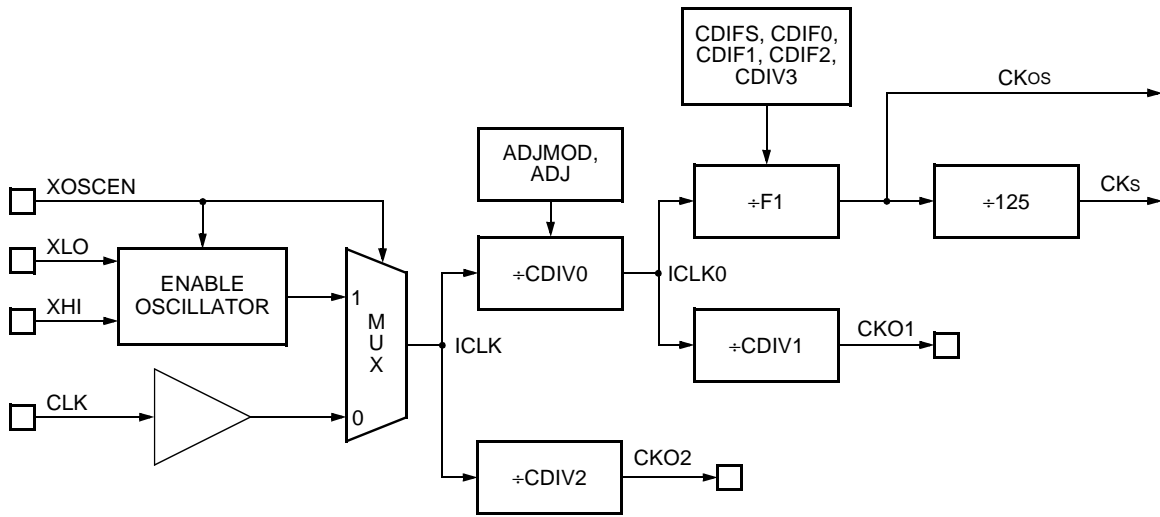 CDIFS, CDIF0,
CDIF1, CDIF2,
CDIV3
CKOS
ADJMOD,
ADJ
XOSCEN
÷F1
÷125
CKS
XLO
ENABLE
OSCILLATOR
XHI
1
MUX
0
÷CDIV0
ICLK0
ICLK
÷CDIV1
CKO1
CLK
÷CDIV2
CKO2